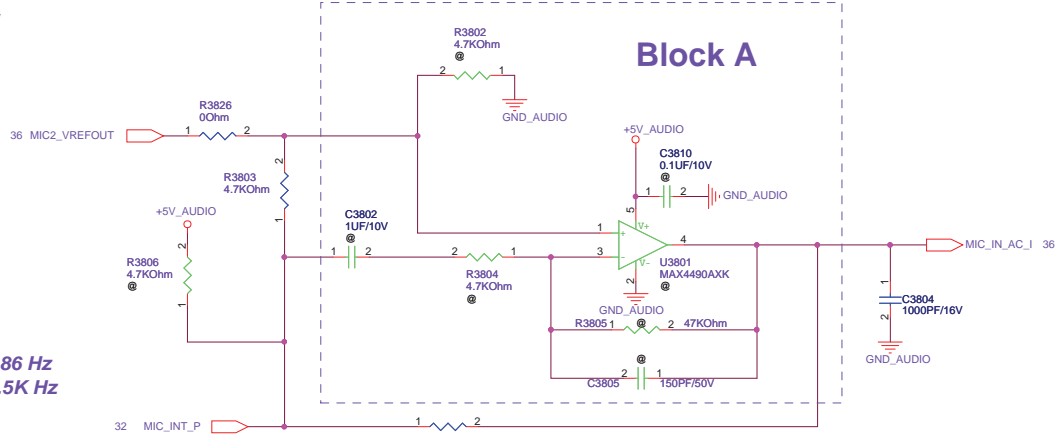 R3802
4.7KOhm
@
2
1
GND_AUDIO
Block A
R3826
0Ohm
36 MIC2_VREFOUT
1
2
+5V_AUDIO
C3810
0.1UF/10V
@
1
2
GND_AUDIO
2
R3803
4.7KOhm
1
+5V_AUDIO
2
R3806
4.7KOhm
@
1
C3802
1UF/10V
@
1
2
2
1
R3804
4.7KOhm
@
1
+
3
-
5
V+
V-
2
4
U3801
MAX4490AXK
@
GND_AUDIO
MIC_IN_AC_I 36
1
C3804
1000PF/16V
2
GND_AUDIO
R3805 1
@
2 47KOhm
@
2
1
C3805
150PF/50V
86 Hz
.5K Hz
32 MIC_INT_P
1
2